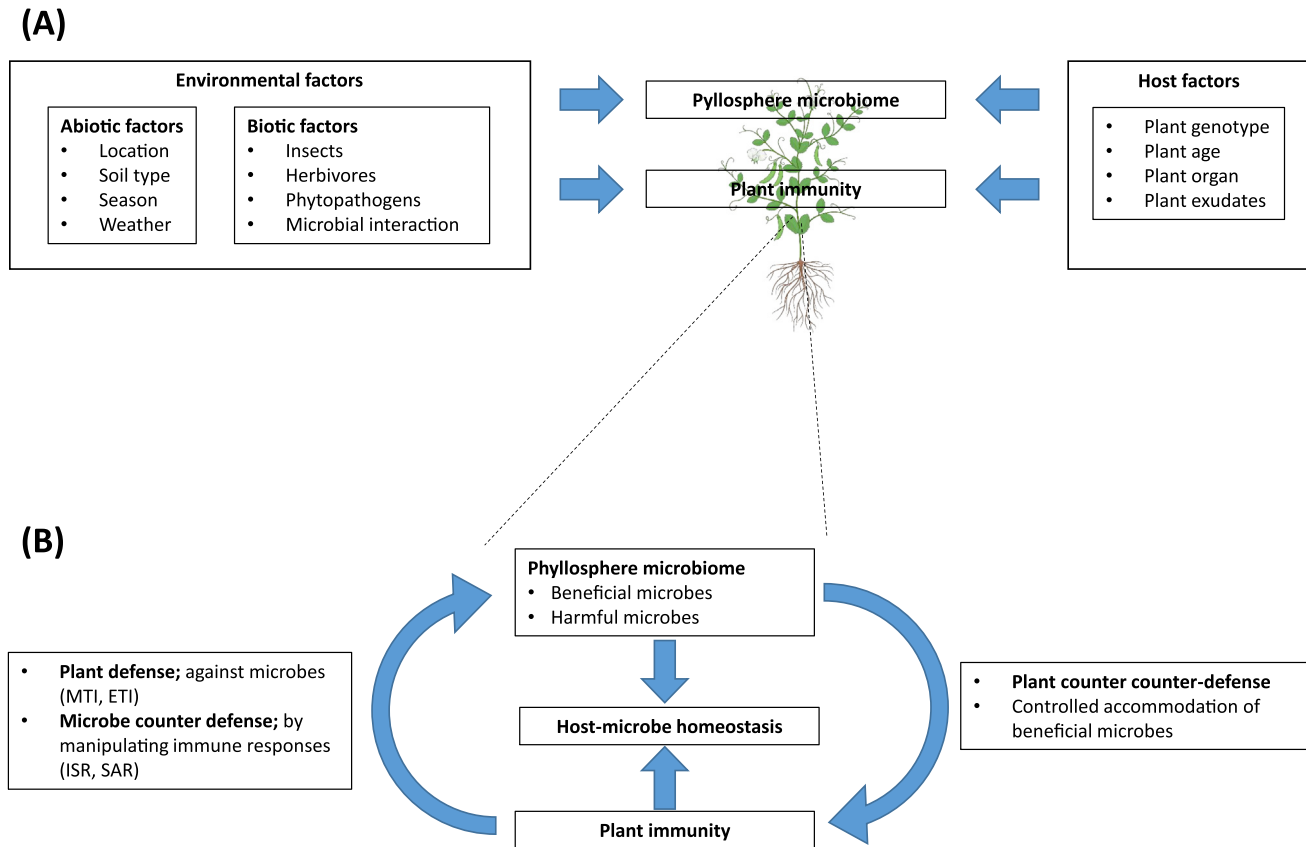 (A)
Environmental factors
Abiotic factors
• Location
• Soil type
• Season
• Weather
Biotic factors
• Insects
• Herbivores
• Phytopathogens
• Microbial interaction
Pyllosphere microbiome
Plant immunity
Host factors
• Plant genotype
• Plant age
• Plant organ
• Plant exudates
(B)
Phyllosphere microbiome
• Beneficial microbes
• Harmful microbes
• Plant defense; against microbes
(MTI, ETI)
• Microbe counter defense; by
manipulating immune responses
(ISR, SAR)
Host-microbe homeostasis
• Plant counter counter-defense
• Controlled accommodation of
beneficial microbes
Plant immunity